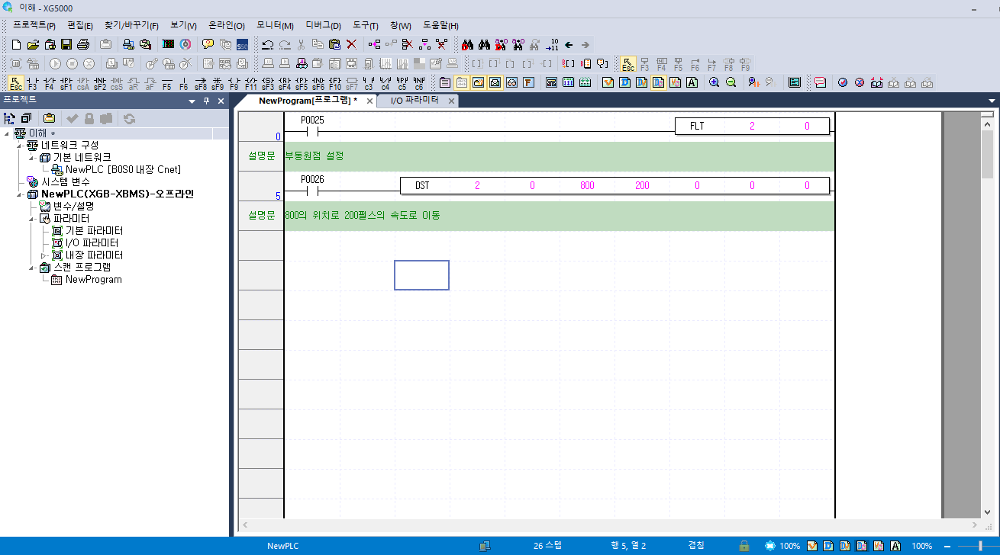 이해 - XG5000
프로젝트(P) 편집(E) 찾기/바꾸기(F) 보기(V) 온라인(O) 모니터(M) 디버그(D) 도구(T) 창(W) 도움말(H)
Esc F3 F4 F5 F6 F7 F8 F9
Esc F3 F4 sF1 csA sF2 csS aR aF F5 F6 sF8 sF9 F9 F11 sF3 sF4 sF5 sF6 F10 sF7 c3 c4 c5 c6
프로젝트
NewProgram[프로그램] *
I/O 파라미터
이해 *
네트워크 구성
기본 네트워크
NewPLC [B0S0 내장 Cnet]
시스템 변수
NewPLC(XGB-XBMS)-오프라인
변수/설명
파라미터
기본 파라미터
I/O 파라미터
내장 파라미터
스캔 프로그램
NewProgram
P0025
0 FLT 2 0
설명문 부동원점 설정
P0026
5 DST 2 0 800 200 0 0 0
설명문 800의 위치로 200펄스의 속도로 이동
NewPLC 26 스텝 행 5, 열 2 겹침 100% 100%